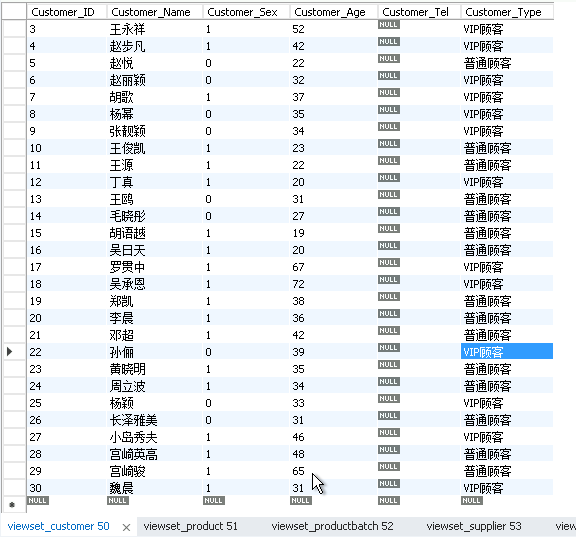 Customer_ID Customer_Name Customer_Sex Customer_Age Customer_Tel Customer_Type
3 王永祥 1 52 NULL VIP顾客
4 赵步凡 1 42 NULL VIP顾客
5 赵悦 0 22 NULL 普通顾客
6 赵丽颖 0 32 NULL VIP顾客
7 胡歌 1 37 NULL VIP顾客
8 杨幂 0 35 NULL VIP顾客
9 张靓颖 0 34 NULL VIP顾客
10 王俊凯 1 23 NULL 普通顾客
11 王源 1 22 NULL 普通顾客
12 丁真 1 20 NULL VIP顾客
13 王鸥 0 31 NULL 普通顾客
14 毛晓彤 0 27 NULL 普通顾客
15 胡语越 1 19 NULL 普通顾客
16 吴日天 1 20 NULL 普通顾客
17 罗贯中 1 67 NULL VIP顾客
18 吴承恩 1 72 NULL VIP顾客
19 郑凯 1 38 NULL 普通顾客
20 李晨 1 36 NULL 普通顾客
21 邓超 1 42 NULL 普通顾客
22 孙俪 0 39 NULL VIP顾客
23 黄晓明 1 35 NULL 普通顾客
24 周立波 1 34 NULL 普通顾客
25 杨颖 0 33 NULL VIP顾客
26 长泽雅美 0 31 NULL 普通顾客
27 小岛秀夫 1 46 NULL VIP顾客
28 宫崎英高 1 48 NULL 普通顾客
29 宫崎骏 1 65 NULL VIP顾客
30 魏晨 1 31 NULL VIP顾客
NULL NULL NULL NULL NULL NULL
viewset_customer 50 viewset_product 51 viewset_productbatch 52 viewset_supplier 53 view